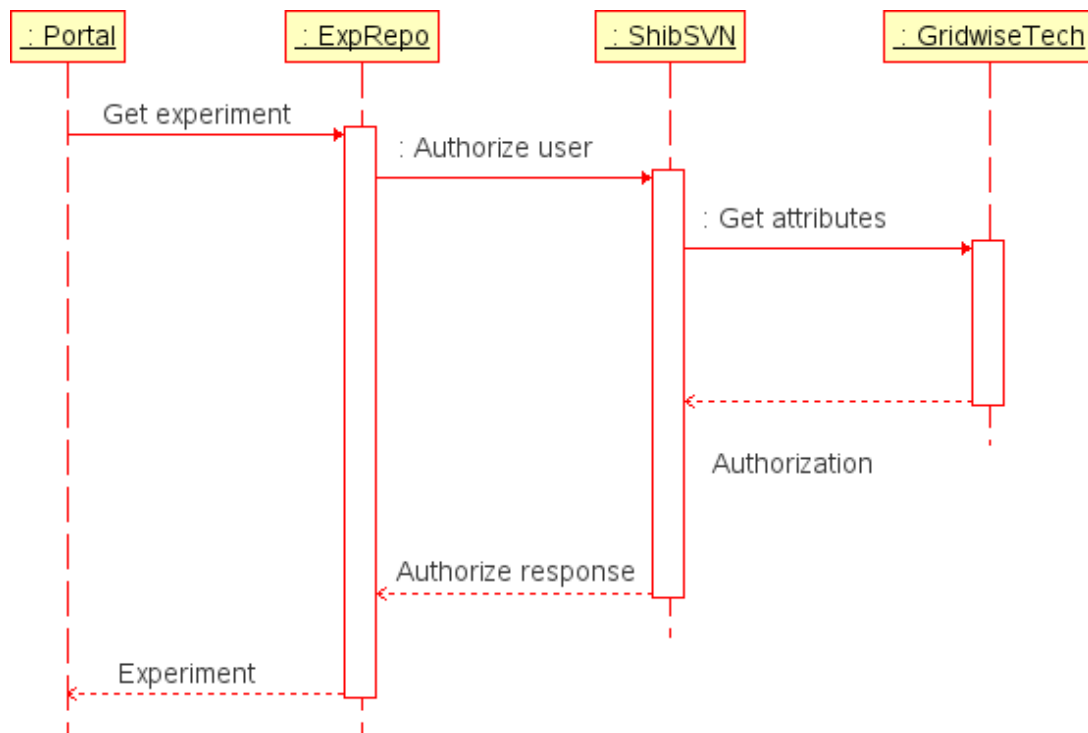 : Portal
: ExpRepo
: ShibSVN
: GridwiseTech
Get experiment
: Authorize user
: Get attributes
Authorization
Authorize response
Experiment